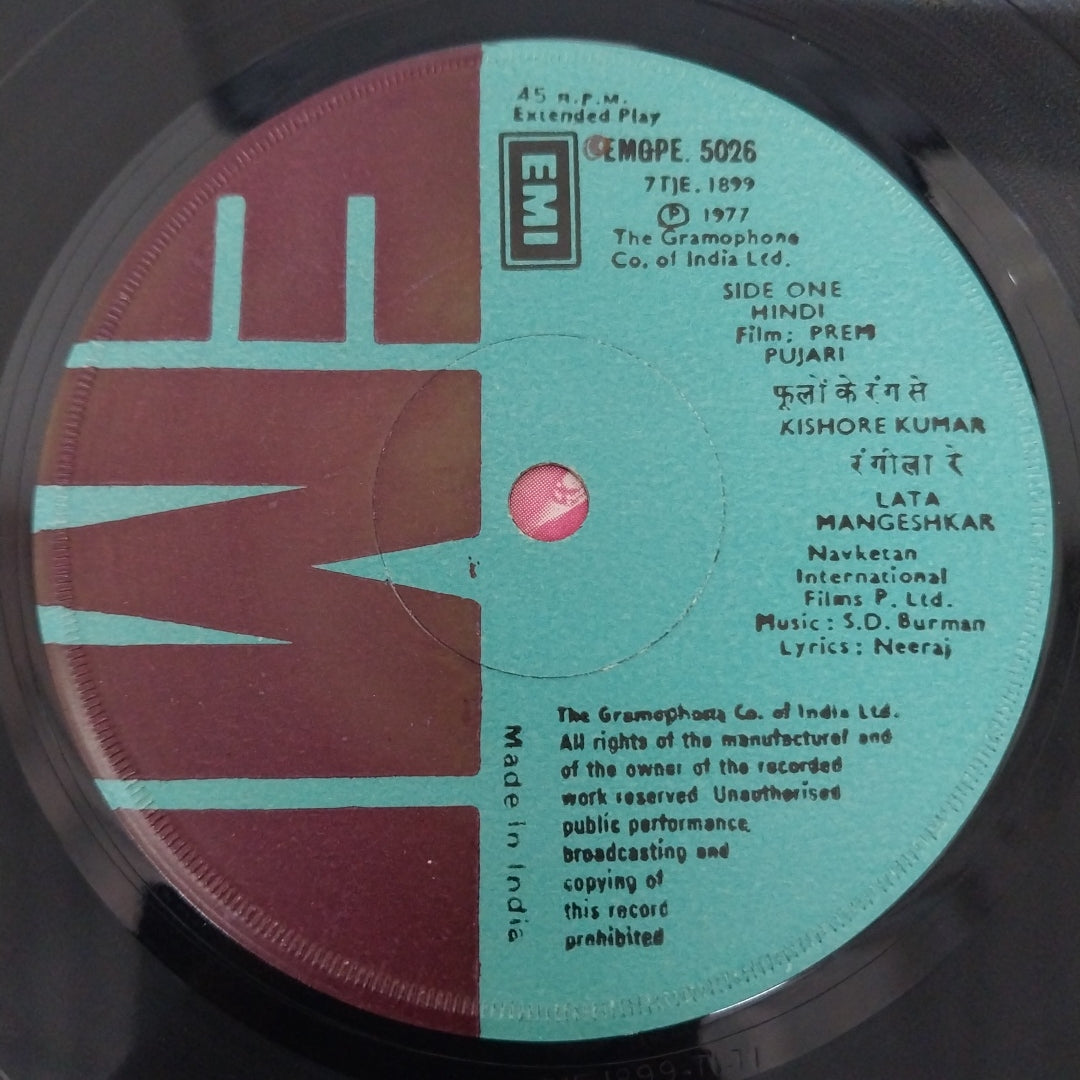 45 R.P.M.
Extended Play
EMI
EMGPE. 5026
7TJE. 1899
Ⓟ 1977
The Gramophone
Co. of India Ltd.
SIDE ONE
HINDI
Film: PREM
PUJARI
फूलों के रंग से
KISHORE KUMAR
रंगीला रे
LATA
MANGESHKAR
Navketan
International
Films P. Ltd.
Music: S.D. Burman
Lyrics: Neeraj
The Gramophone Co. of India Ltd.
All rights of the manufacturer and
of the owner of the recorded
work reserved Unauthorised
public performance
broadcasting and
copying of
this record
prohibited
Made in India
EMI